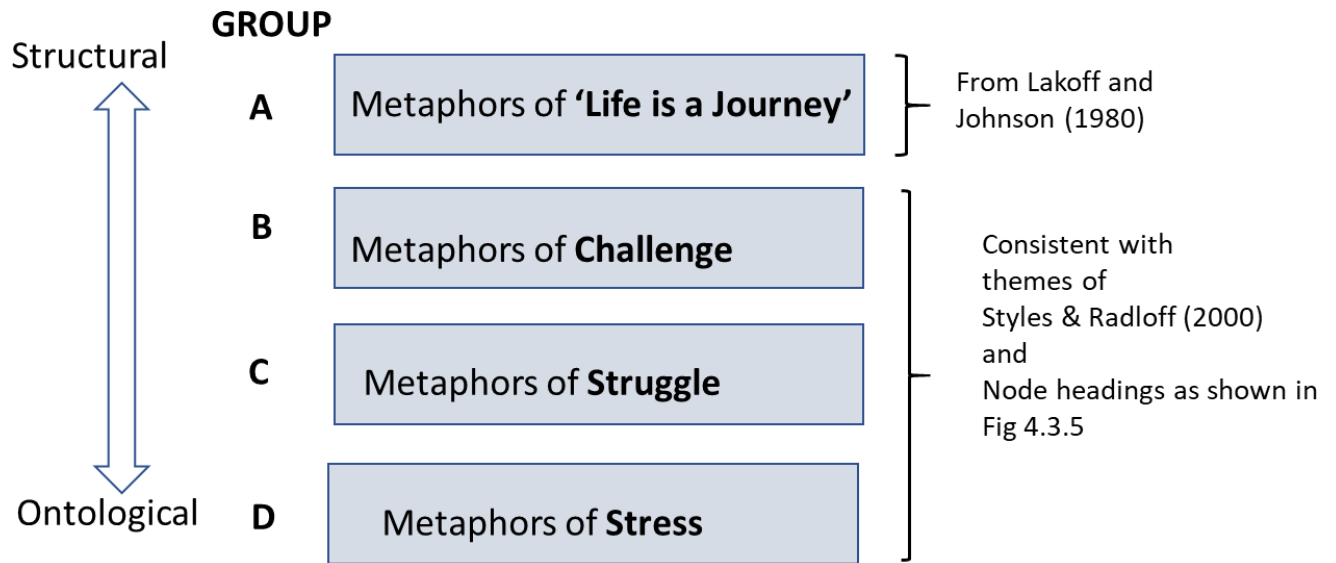 GROUP
Structural
A
Metaphors of ‘Life is a Journey’
From Lakoff and
Johnson (1980)
B
Metaphors of Challenge
Consistent with
themes of
Styles & Radloff (2000)
and
Node headings as shown in
Fig 4.3.5
C
Metaphors of Struggle
Ontological
D
Metaphors of Stress